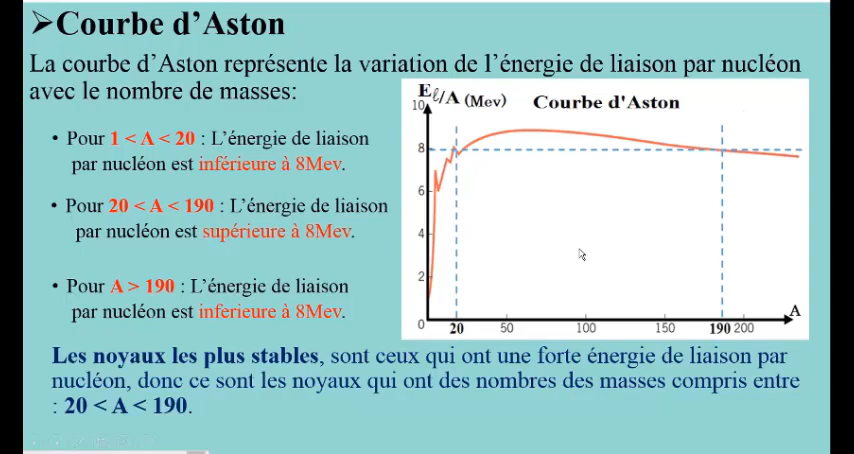 ➤Courbe d'Aston
La courbe d'Aston représente la variation de l'énergie de liaison par nucléon
avec le nombre de masses:
• Pour 1 < A < 20 : L'énergie de liaison
par nucléon est inférieure à 8Mev.
• Pour 20 < A < 190 : L'énergie de liaison
par nucléon est supérieure à 8Mev.
• Pour A > 190 : L'énergie de liaison
par nucléon est inferieure à 8Mev.
Eℓ/A (Mev)
Courbe d'Aston
10
8
6
4
2
0
20
50
100
150
190
200
A
Les noyaux les plus stables, sont ceux qui ont une forte énergie de liaison par
nucléon, donc ce sont les noyaux qui ont des nombres des masses compris entre
: 20 < A < 190.